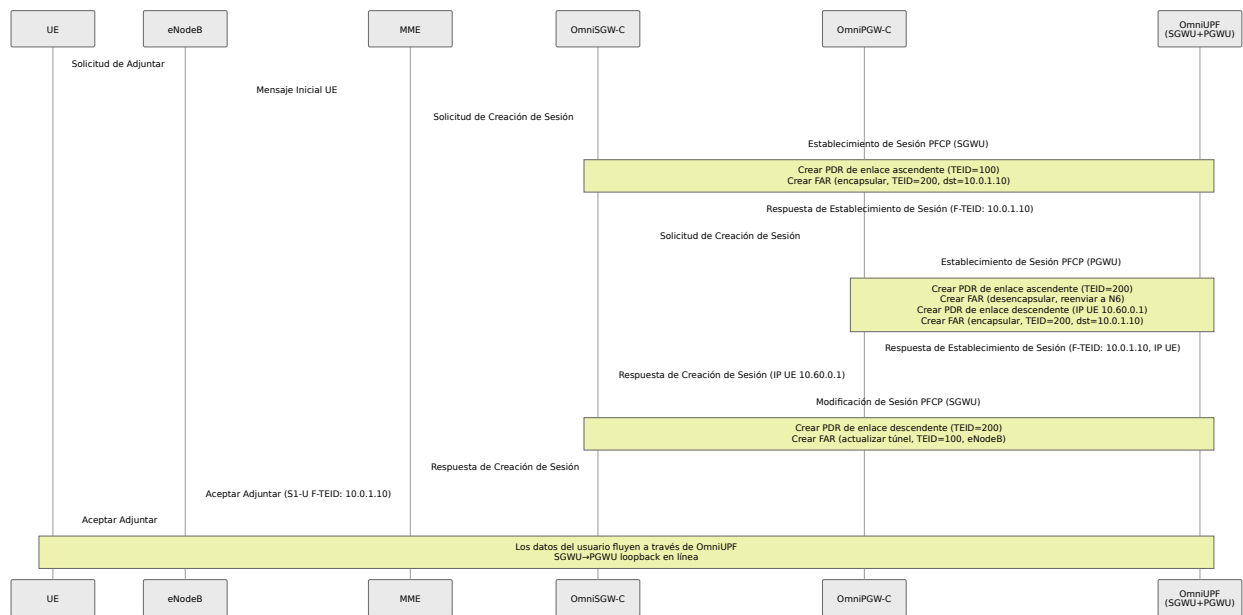 UE
eNodeB
MME
OmniSGW-C
OmniPGW-C
OmniUPF
(SGWU+PGWU)
Solicitud de Adjuntar
Mensaje Inicial UE
Solicitud de Creación de Sesión
Establecimiento de Sesión PFCP (SGWU)
Crear PDR de enlace ascendente (TEID=100)
Crear FAR (encapsular, TEID=200, dst=10.0.1.10)
Respuesta de Establecimiento de Sesión (F-TEID: 10.0.1.10)
Solicitud de Creación de Sesión
Establecimiento de Sesión PFCP (PGWU)
Crear PDR de enlace ascendente (TEID=200)
Crear FAR (desencapsular, reenviar a N6)
Crear PDR de enlace descendente (IP UE 10.60.0.1)
Crear FAR (encapsular, TEID=200, dst=10.0.1.10)
Respuesta de Establecimiento de Sesión (F-TEID: 10.0.1.10, IP UE)
Respuesta de Creación de Sesión (IP UE 10.60.0.1)
Modificación de Sesión PFCP (SGWU)
Crear PDR de enlace descendente (TEID=200)
Crear FAR (actualizar túnel, TEID=100, eNodeB)
Respuesta de Creación de Sesión
Aceptar Adjuntar (S1-U F-TEID: 10.0.1.10)
Aceptar Adjuntar
Los datos del usuario fluyen a través de OmniUPF
SGWU→PGWU loopback en línea
UE
eNodeB
MME
OmniSGW-C
OmniPGW-C
OmniUPF
(SGWU+PGWU)